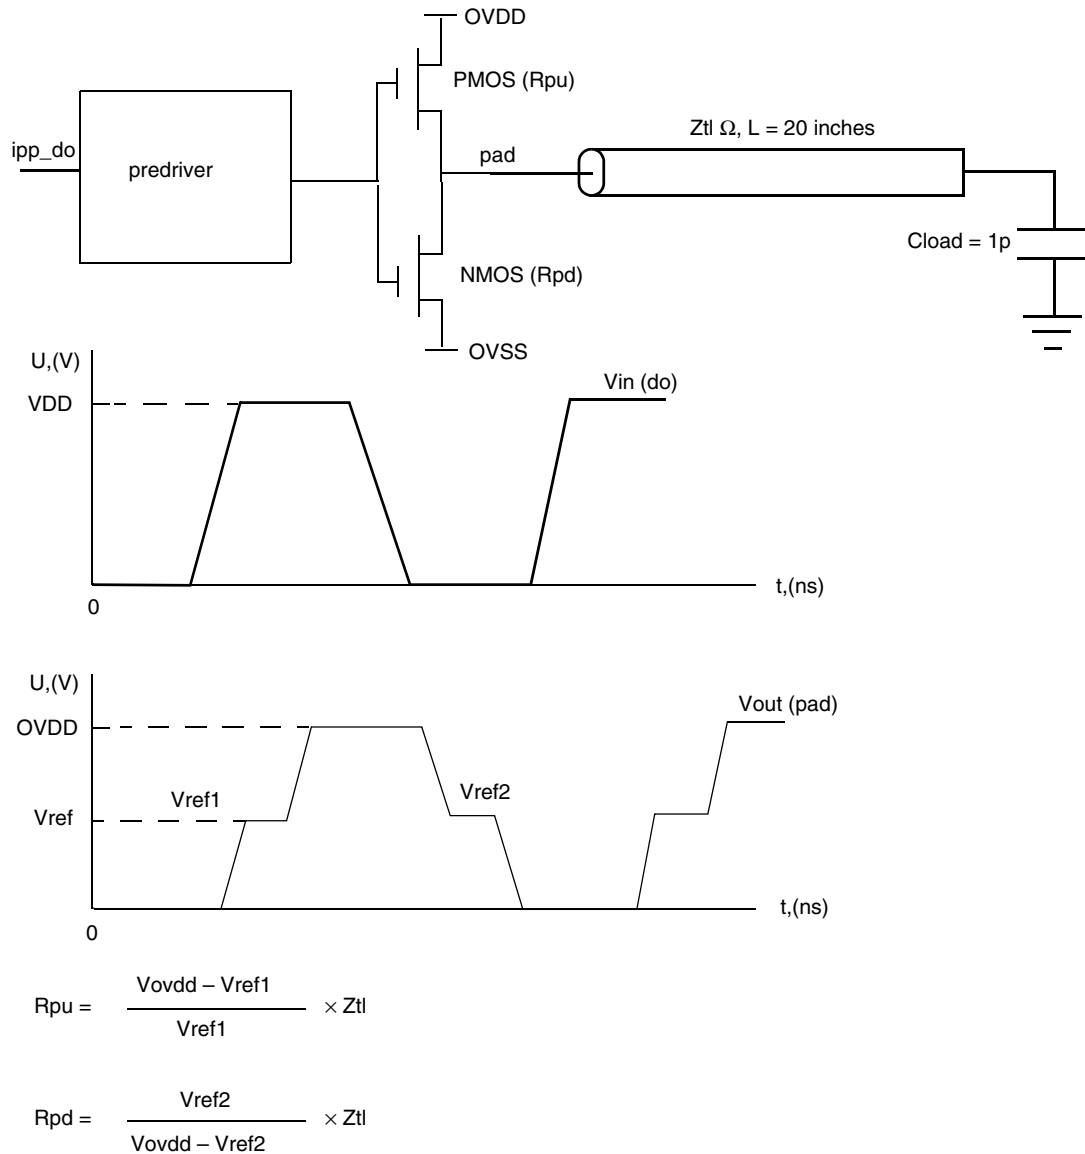 OVDD
PMOS (Rpu)
Ztl Ω, L = 20 inches
ipp_do
predriver
pad
Cload = 1p
NMOS (Rpd)
OVSS
U,(V)
VDD
Vin (do)
t,(ns)
0
U,(V)
OVDD
Vout (pad)
Vref1
Vref2
Vref
t,(ns)
0
Vovdd – Vref1
Rpu = × Ztl
Vref1
Vref2
Rpd = × Ztl
Vovdd – Vref2